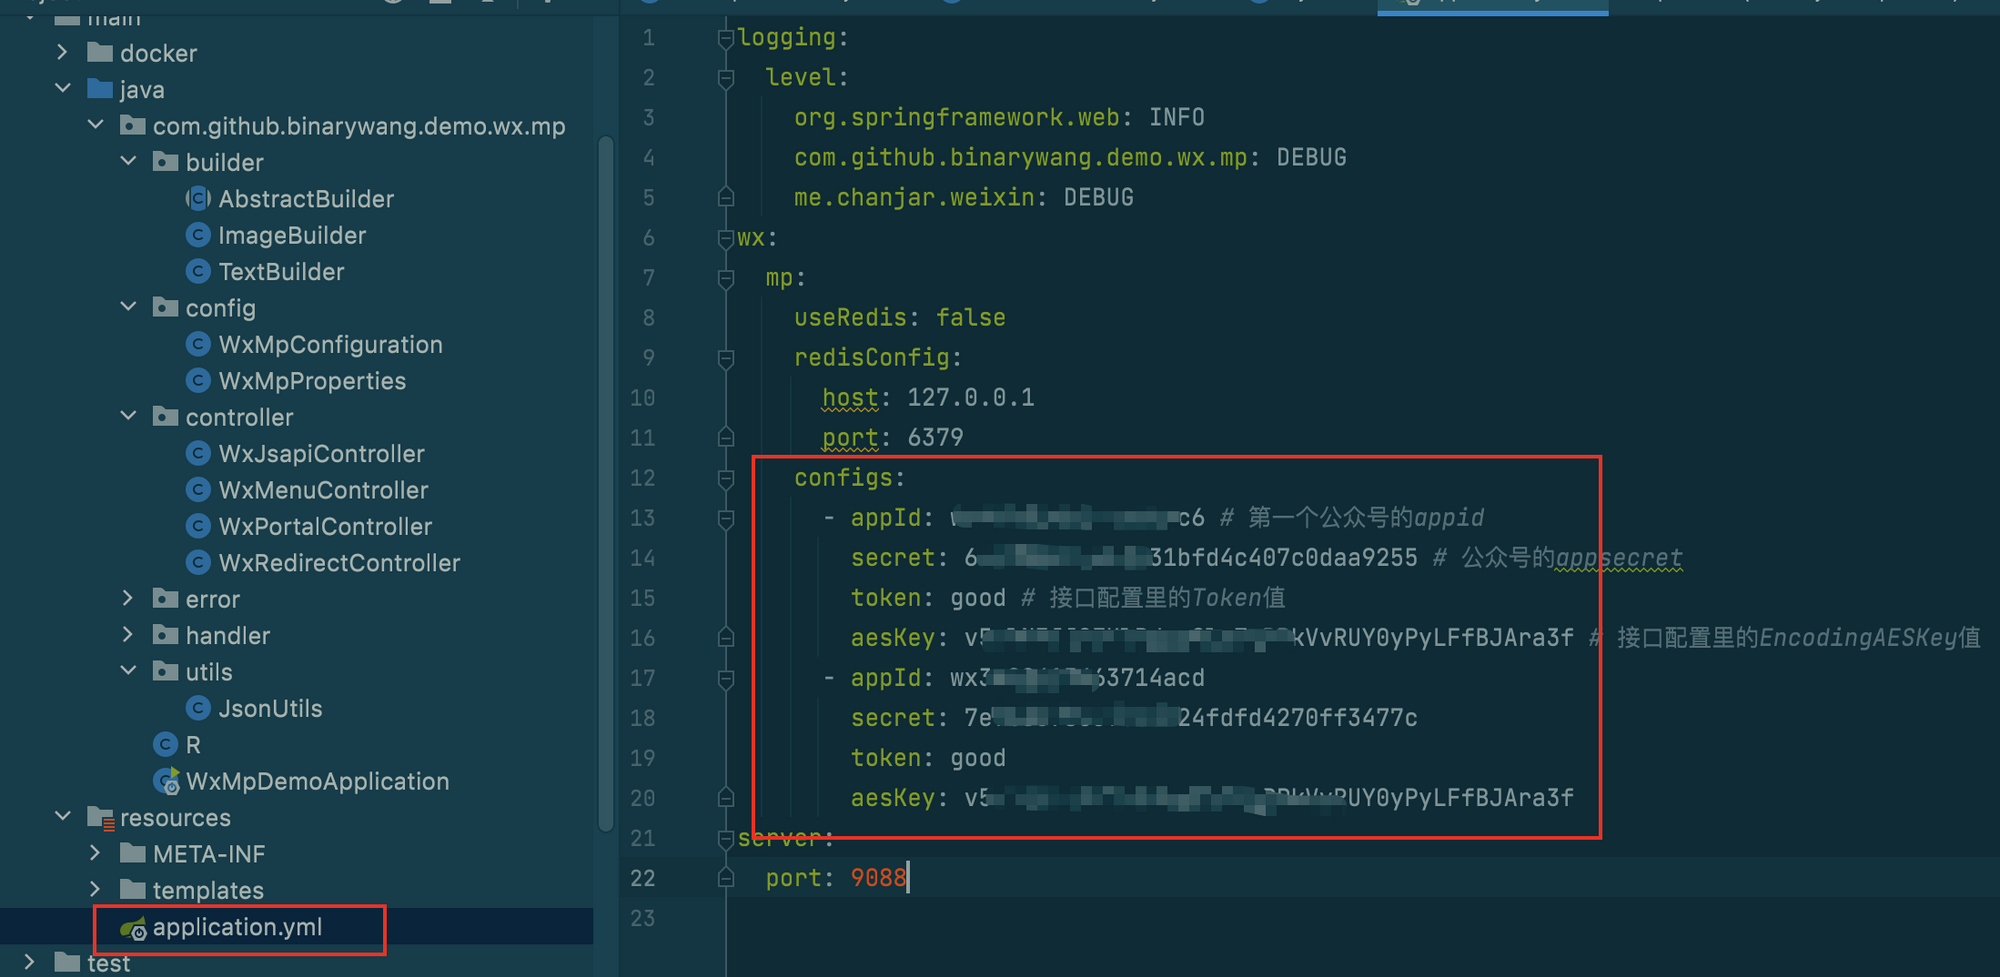 main
docker
java
com.github.binarywang.demo.wx.mp
builder
AbstractBuilder
ImageBuilder
TextBuilder
config
WxMpConfiguration
WxMpProperties
controller
WxJsapiController
WxMenuController
WxPortalController
WxRedirectController
error
handler
utils
JsonUtils
R
WxMpDemoApplication
resources
META-INF
templates
application.yml
test
1 logging:
2 level:
3 org.springframework.web: INFO
4 com.github.binarywang.demo.wx.mp: DEBUG
5 me.chanjar.weixin: DEBUG
6 wx:
7 mp:
8 useRedis: false
9 redisConfig:
10 host: 127.0.0.1
11 port: 6379
12 configs:
13 - appId: c6 # 第一个公众号的appid
14 secret: 6 31bfd4c407c0daa9255 # 公众号的appsecret
15 token: good # 接口配置里的Token值
16 aesKey: v5 kVvRUY0yPyLFfBJAra3f # 接口配置里的EncodingAESKey值
17 - appId: wx3 63714acd
18 secret: 7e 24fdfd4270ff3477c
19 token: good
20 aesKey: v5 RUY0yPyLFfBJAra3f
21 server:
22 port: 9088
23